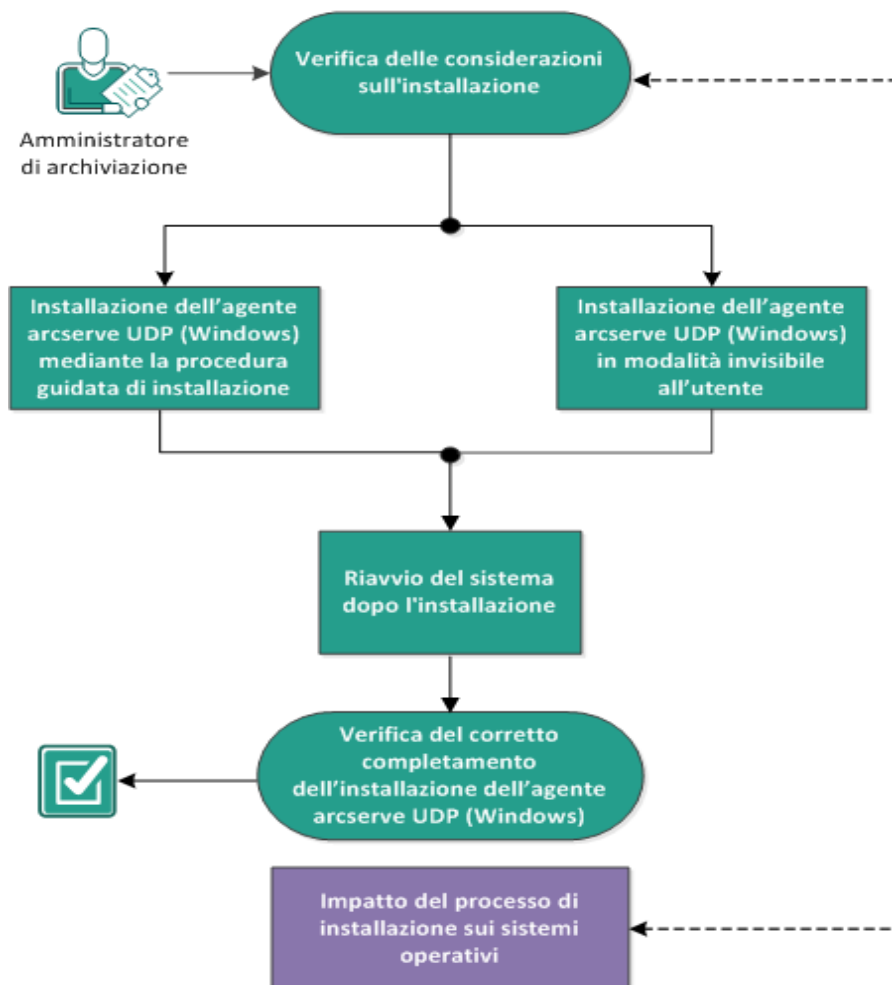 Verifica delle considerazioni
sull'installazione
Amministratore
di archiviazione
Installazione dell’agente
arcserve UDP (Windows)
mediante la procedura
guidata di installazione
Installazione dell’agente
arcserve UDP (Windows)
in modalità invisibile
all’utente
Riavvio del sistema
dopo l'installazione
Verifica del corretto
completamento
dell’installazione dell’agente
arcserve UDP (Windows)
Impatto del processo di
installazione sui sistemi
operativi